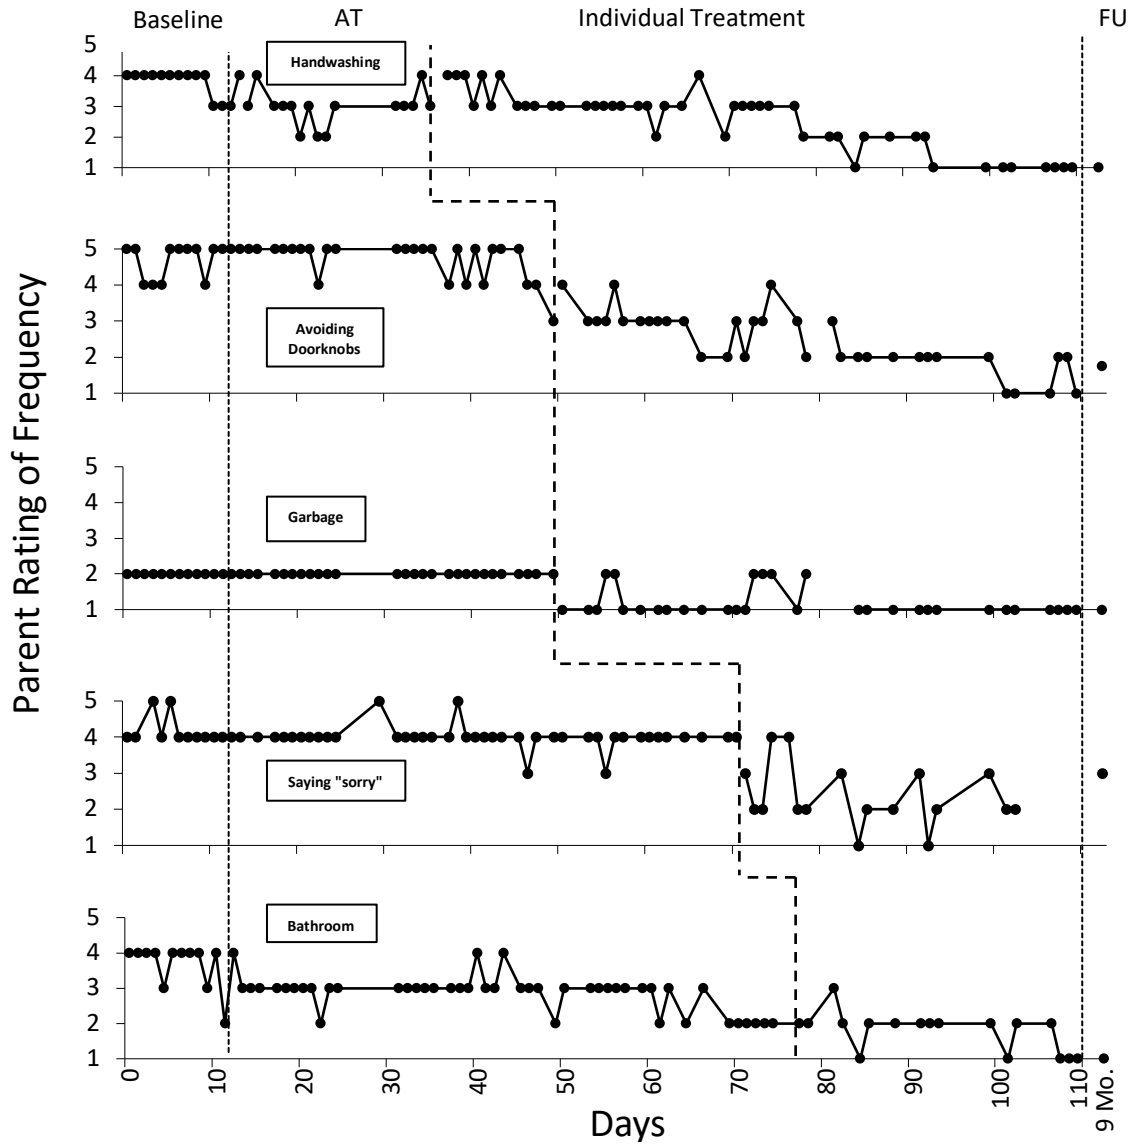 Baseline AT Individual Treatment FU
Parent Rating of Frequency
5
4
3
2
1
Handwashing
5
4
3
2
1
Avoiding
Doorknobs
5
4
3
2
1
Garbage
5
4
3
2
1
Saying "sorry"
5
4
3
2
1
Bathroom
0 10 20 30 40 50 60 70 80 90 100 110 9 Mo.
Days